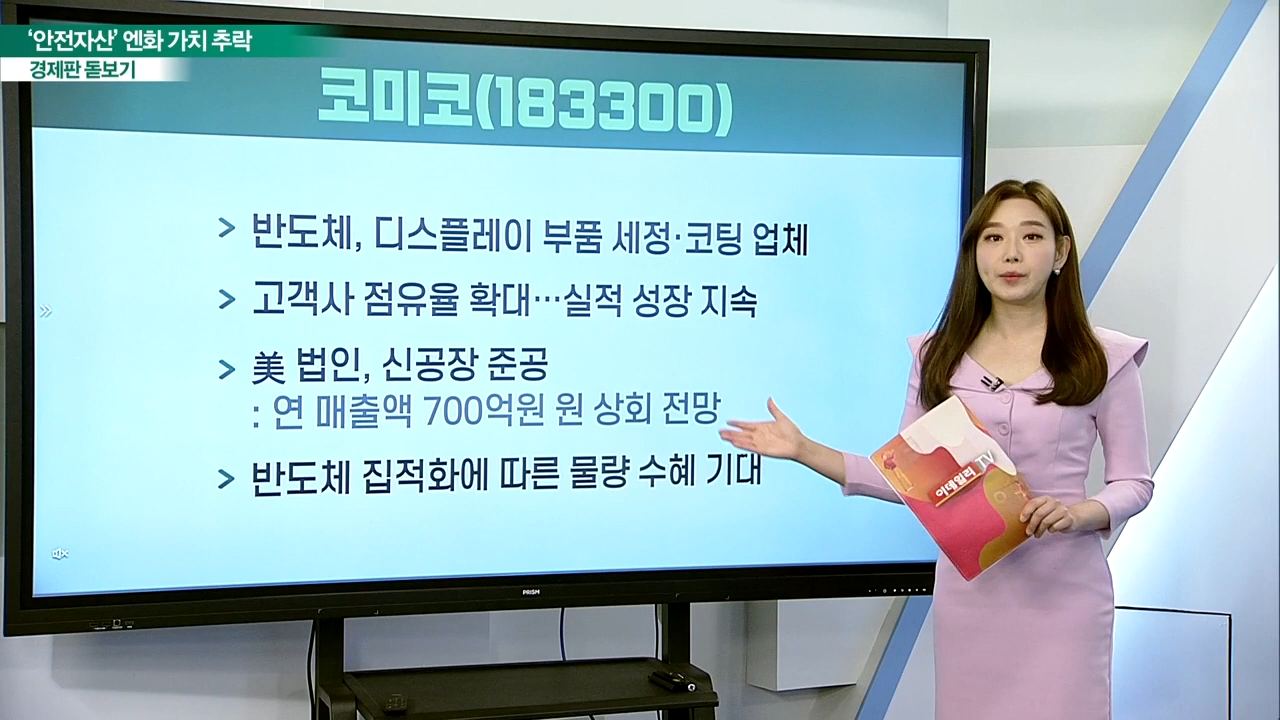 ‘안전자산’ 엔화 가치 추락
경제판 돋보기
코미코(183300)
> 반도체, 디스플레이 부품 세정·코팅 업체
> 고객사 점유율 확대…실적 성장 지속
> 美 법인, 신공장 준공
: 연 매출액 700억원 원 상회 전망
> 반도체 집적화에 따른 물량 수혜 기대
이데일리 TV
PRISM